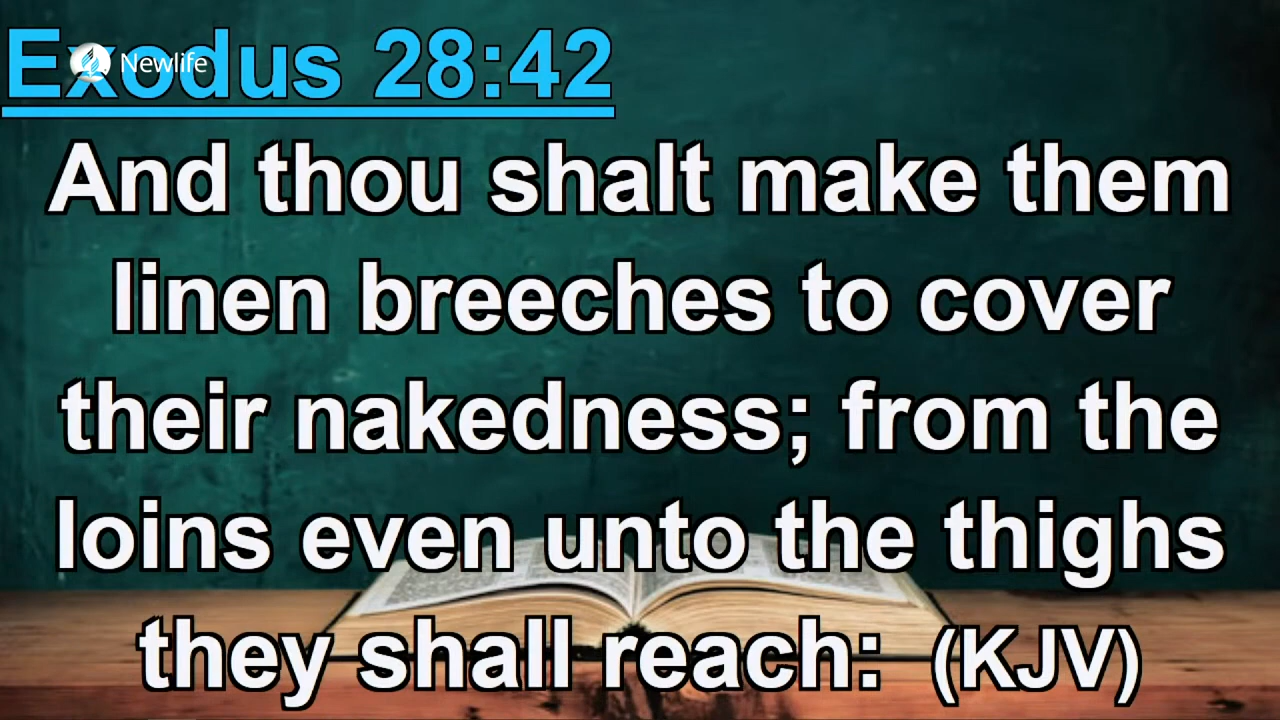 Exodus 28:42
Newlife
And thou shalt make them
linen breeches to cover
their nakedness; from the
loins even unto the thighs
they shall reach: (KJV)